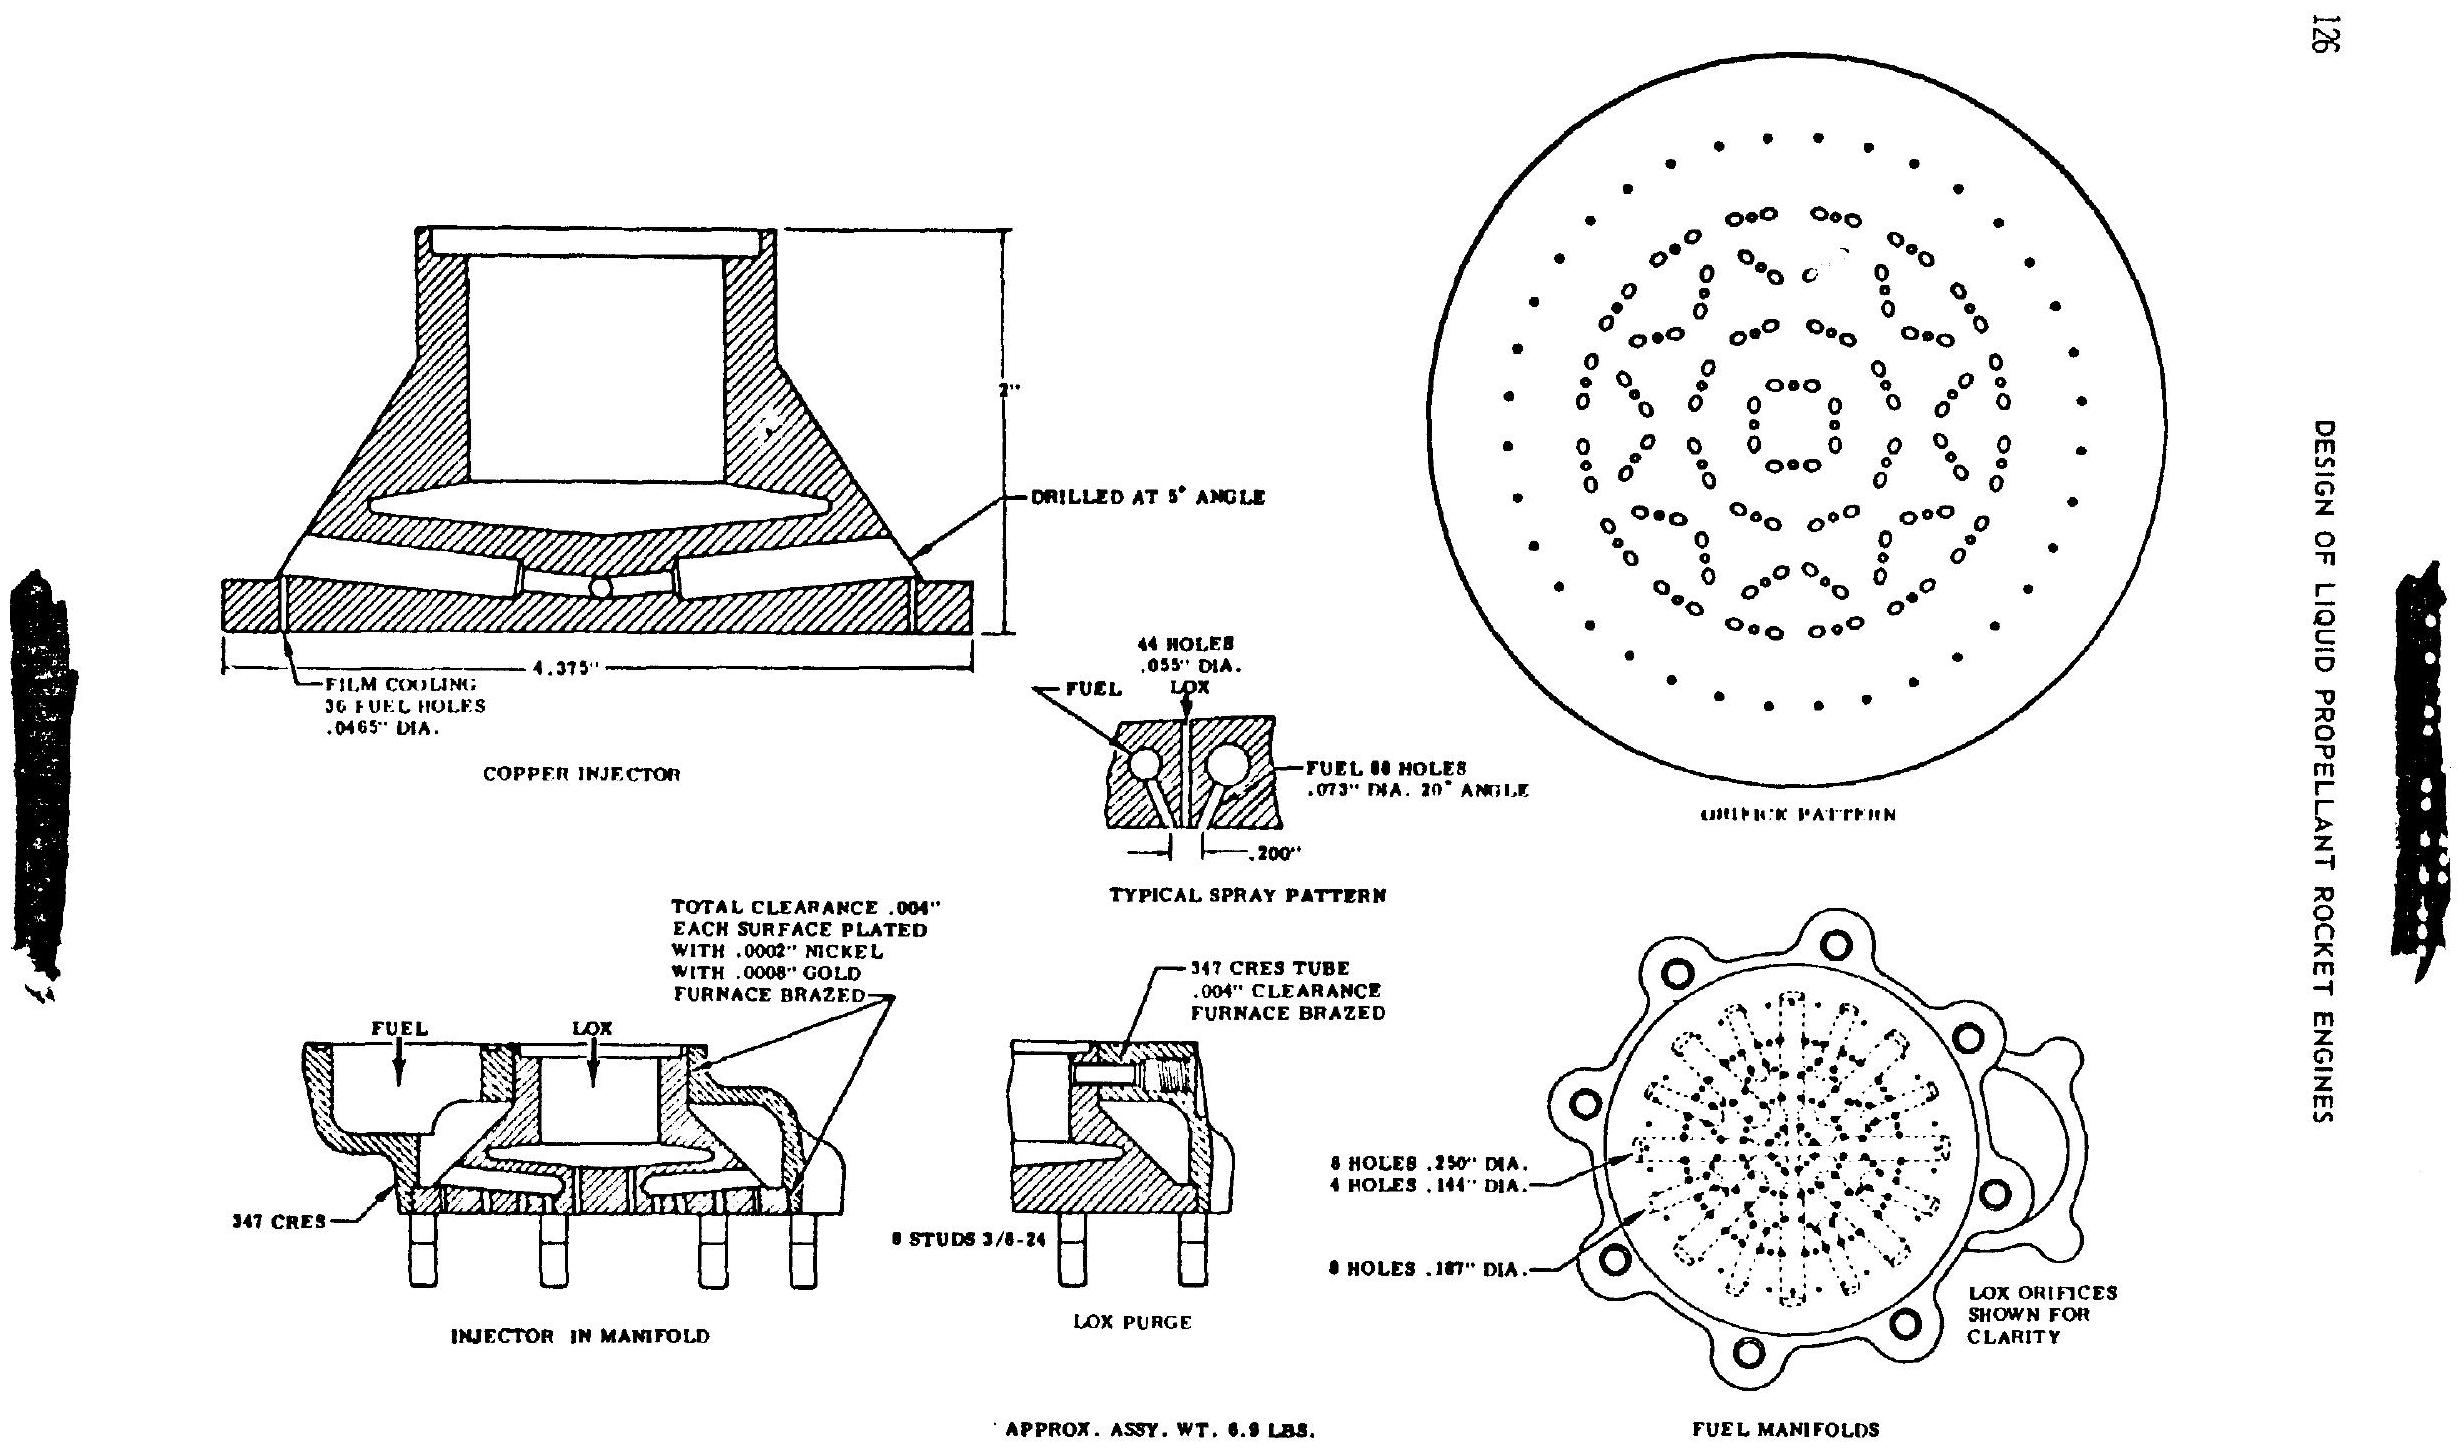 126
DESIGN OF LIQUID PROPELLANT ROCKET ENGINES
2"
DRILLED AT 5° ANGLE
4.375"
FILM COOLING
36 FUEL HOLES
.0465" DIA.
COPPER INJECTOR
44 HOLES
.055" DIA.
FUEL
LOX
FUEL 88 HOLES
.073" DIA. 20° ANGLE
.200"
TYPICAL SPRAY PATTERN
ORIFICE PATTERN
TOTAL CLEARANCE .004"
EACH SURFACE PLATED
WITH .0002" NICKEL
WITH .0008" GOLD
FURNACE BRAZED
FUEL
LOX
347 CRES
INJECTOR IN MANIFOLD
347 CRES TUBE
.004" CLEARANCE
FURNACE BRAZED
8 STUDS 3/8-24
LOX PURGE
HOLES .250" DIA.
4 HOLES .144" DIA.
8 HOLES .187" DIA.
LOX ORIFICES
SHOWN FOR
CLARITY
FUEL MANIFOLDS
APPROX. ASSY. WT. LBS.